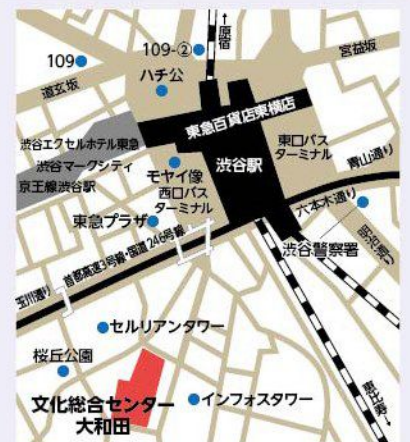 ↑原宿
109-②
109
宮益坂
ハチ公
道玄坂
東急百貨店東横店
渋谷エクセルホテル東急
渋谷マークシティ
京王線渋谷駅
モヤイ像
西口バス
ターミナル
渋谷駅
東口バス
ターミナル
青山通り
六本木通り
明治通り
東急プラザ
渋谷警察署
首都高速3号線・国道246号線
玉川通り
セルリアンタワー
桜丘公園
文化総合センター
大和田
インフォスタワー
恵比寿↓